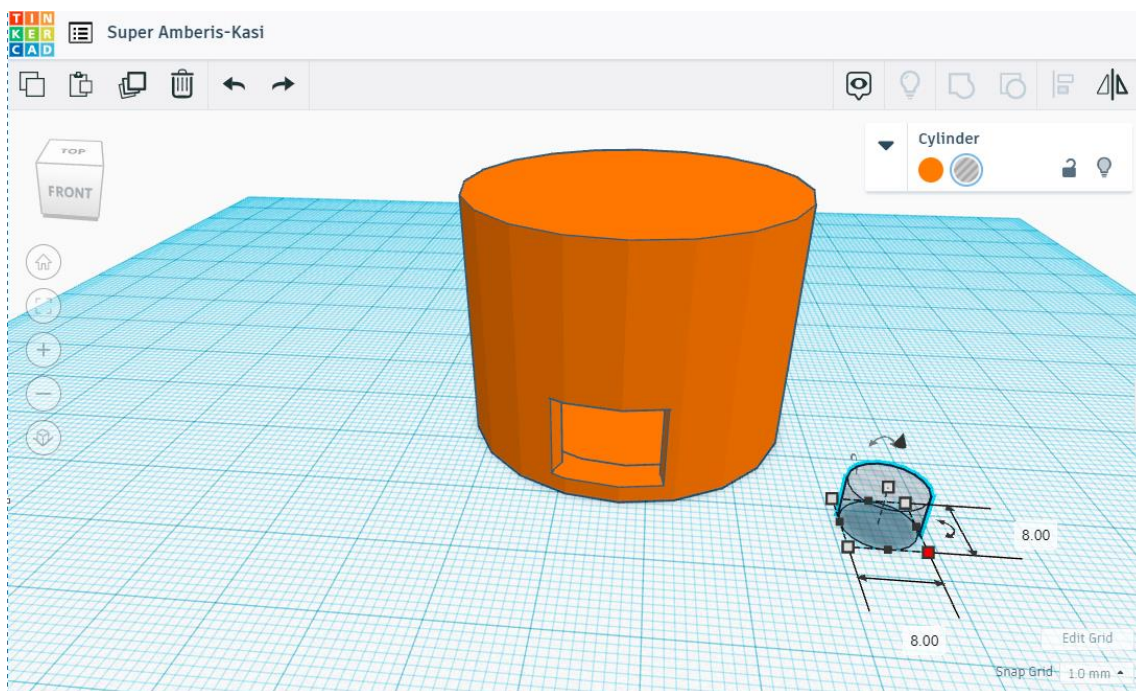 TIN
KER
CAD
Super Amberis-Kasi
Cylinder
TOP
FRONT
8.00
8.00
Edit Grid
Snap Grid 1.0 mm